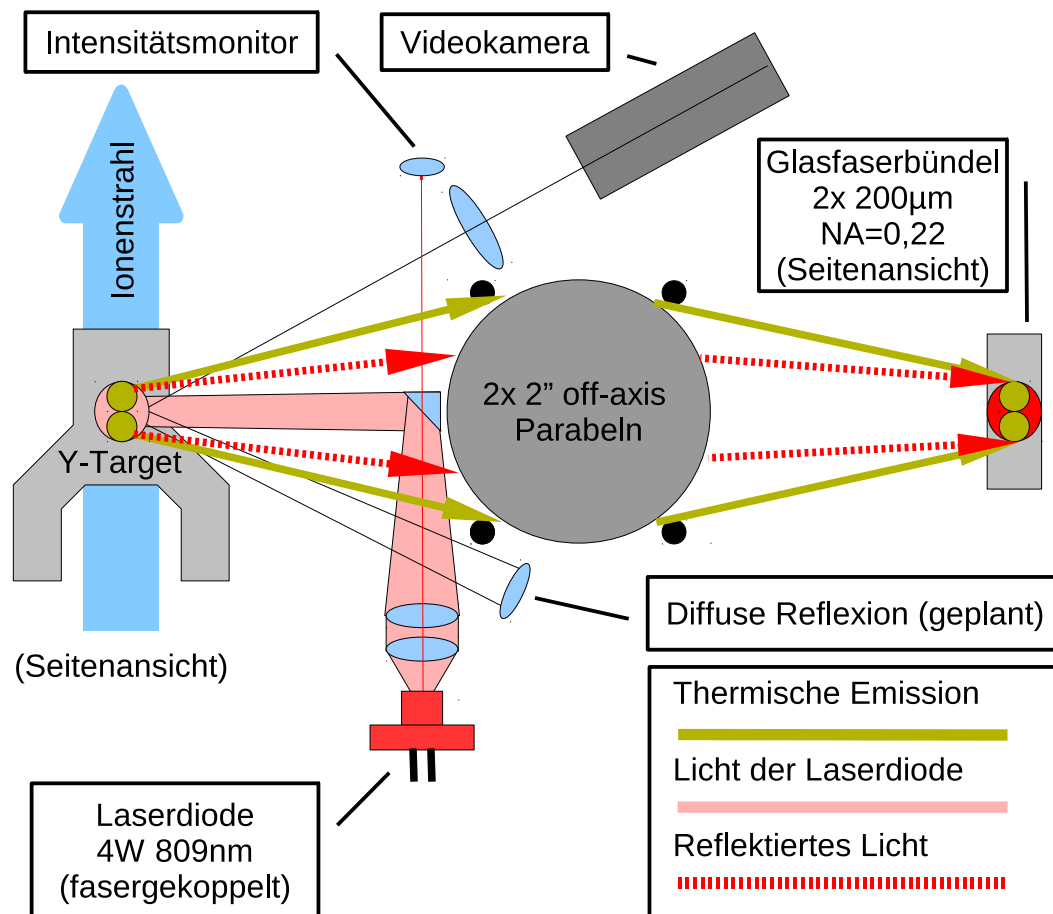 Intensitätsmonitor
Videokamera
Ionenstrahl
Glasfaserbündel
2x 200µm
NA=0,22
(Seitenansicht)
2x 2” off-axis
Parabeln
Y-Target
Diffuse Reflexion (geplant)
(Seitenansicht)
Thermische Emission
Licht der Laserdiode
Reflektiertes Licht
Laserdiode
4W 809nm
(fasergekoppelt)